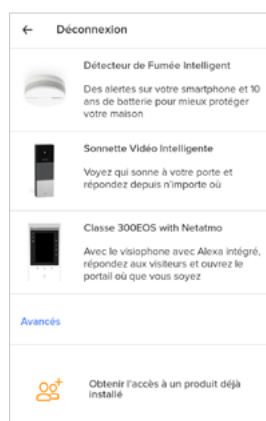 ← Déconnexion
Détecteur de Fumée Intelligent
Des alertes sur votre smartphone et 10
ans de batterie pour mieux protéger
votre maison
Sonnette Vidéo Intelligente
Voyez qui sonne à votre porte et
répondez depuis n'importe où
Classe 300EOS with Netatmo
Avec le visiophone avec Alexa intégré,
répondez aux visiteurs et ouvrez le
portail où que vous soyez
Avancés
Obtenir l'accès à un produit déjà
installé